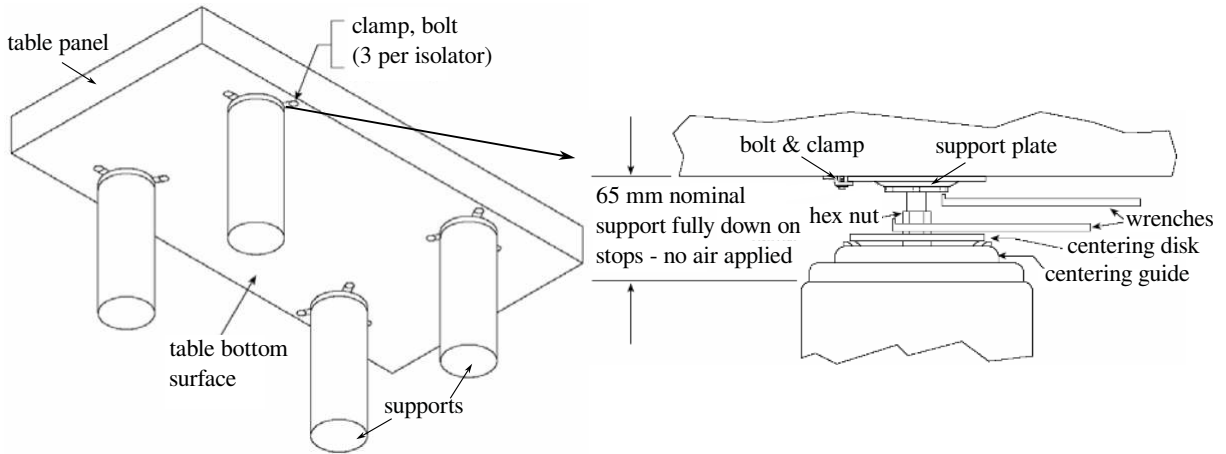 table panel
clamp, bolt
(3 per isolator)
table bottom
surface
supports
bolt & clamp
support plate
65 mm nominal
support fully down on
stops - no air applied
hex nut
wrenches
centering disk
centering guide